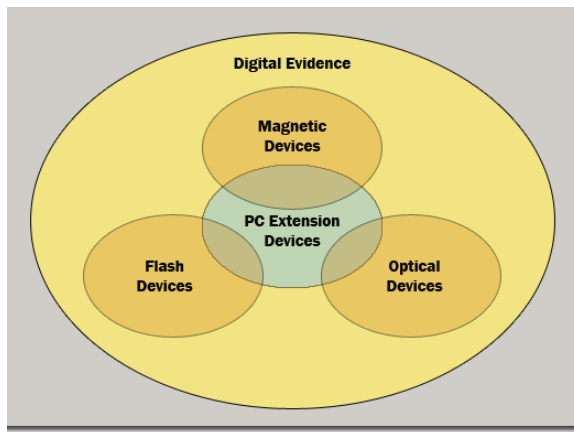 Digital Evidence
Magnetic
Devices
PC Extension
Devices
Flash
Devices
Optical
Devices